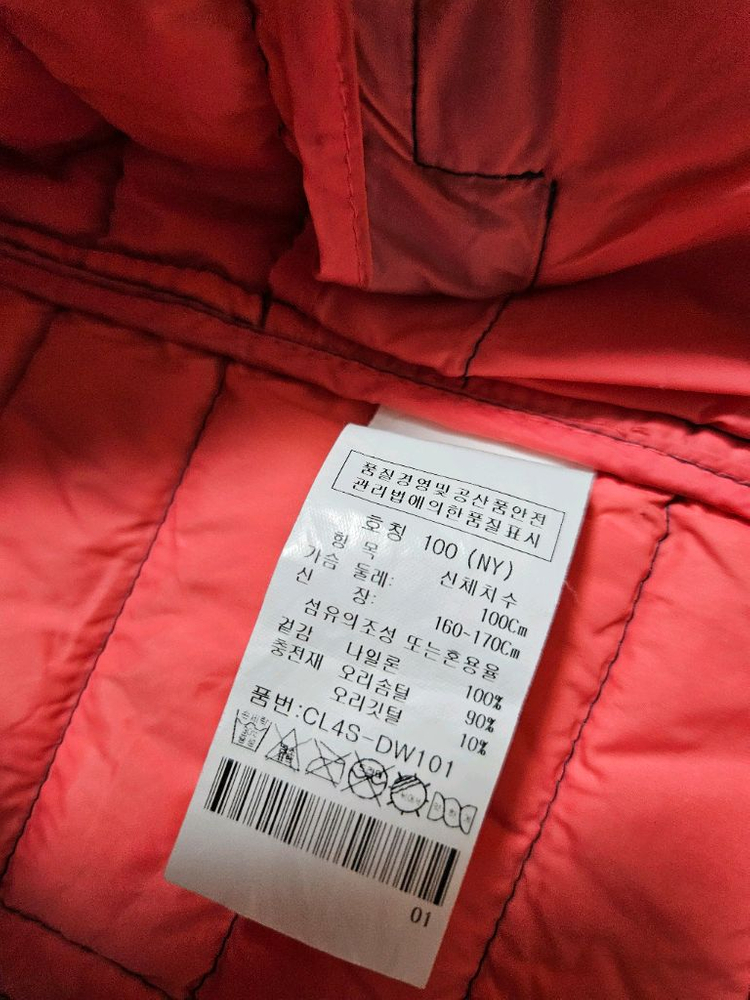 품질경영및공산품안전
관리법에의한품질표시
호칭 100 (NY)
항 목 신체치수
가슴 둘레: 100Cm
신 장: 160-170Cm
섬유의조성 또는혼용율
겉감 나일론 100%
충전재 오리솜털 90%
오리깃털 10%
품번:CL4S-DW101
01